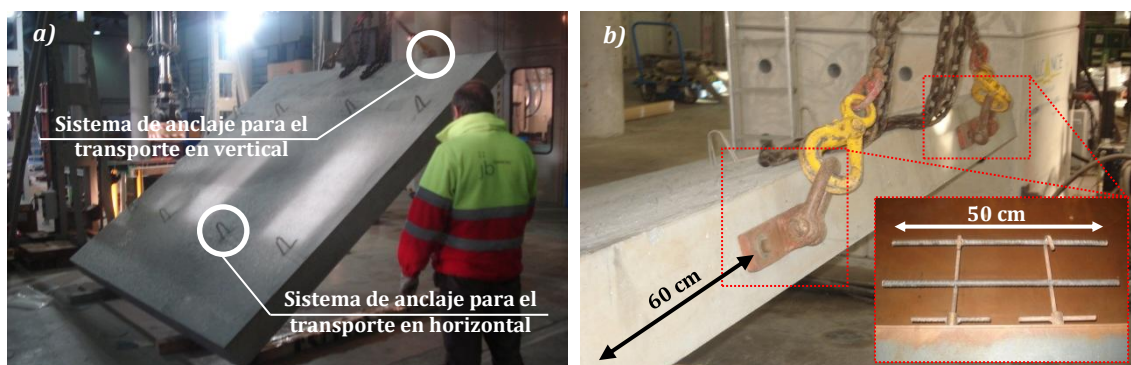 a)
Sistema de anclaje para el
transporte en vertical
Sistema de anclaje para el
transporte en horizontal
b)
60 cm
50 cm